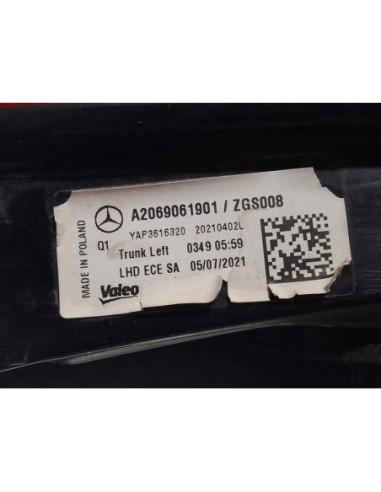 MADE IN POLAND
A2069061901 / ZGS008
YAP3616320 20210402L
Q1
Trunk Left 0349 05:59
LHD ECE SA 05/07/2021
Valeo